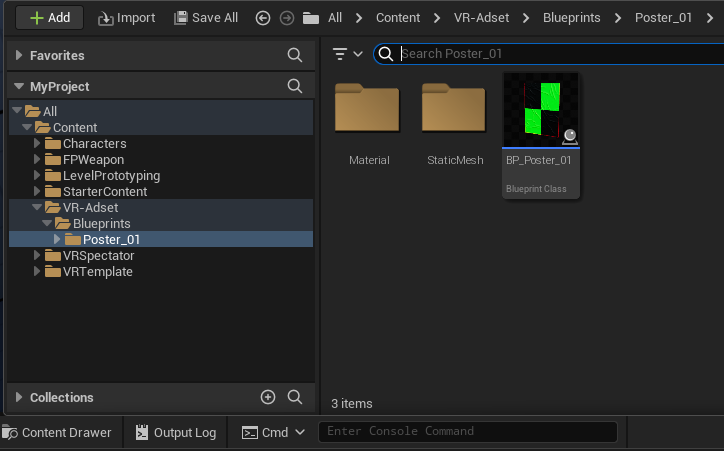 Add Import Save All All Content VR-Adset Blueprints Poster_01
Favorites
Search Poster_01
MyProject
All
Content
Characters
FPWeapon
LevelPrototyping
StarterContent
VR-Adset
Blueprints
Poster_01
VRSpectator
VRTemplate
Material
StaticMesh
BP_Poster_01
Blueprint Class
Collections
3 items
Content Drawer Output Log Cmd Enter Console Command